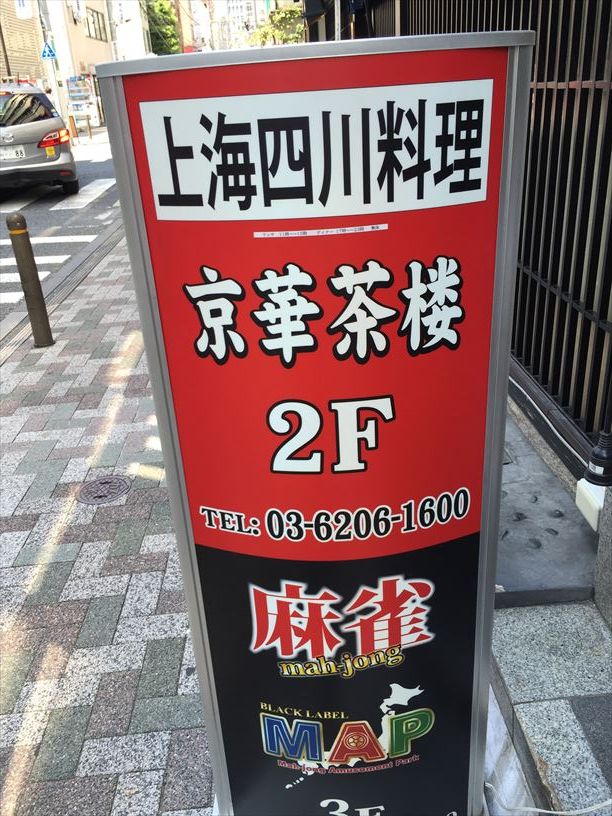 上海四川料理
京華茶楼
2F
TEL: 03-6206-1600
麻雀
mah-jong
BLACK LABEL
MAP
Mah-Jong Amusement Park
3F
88